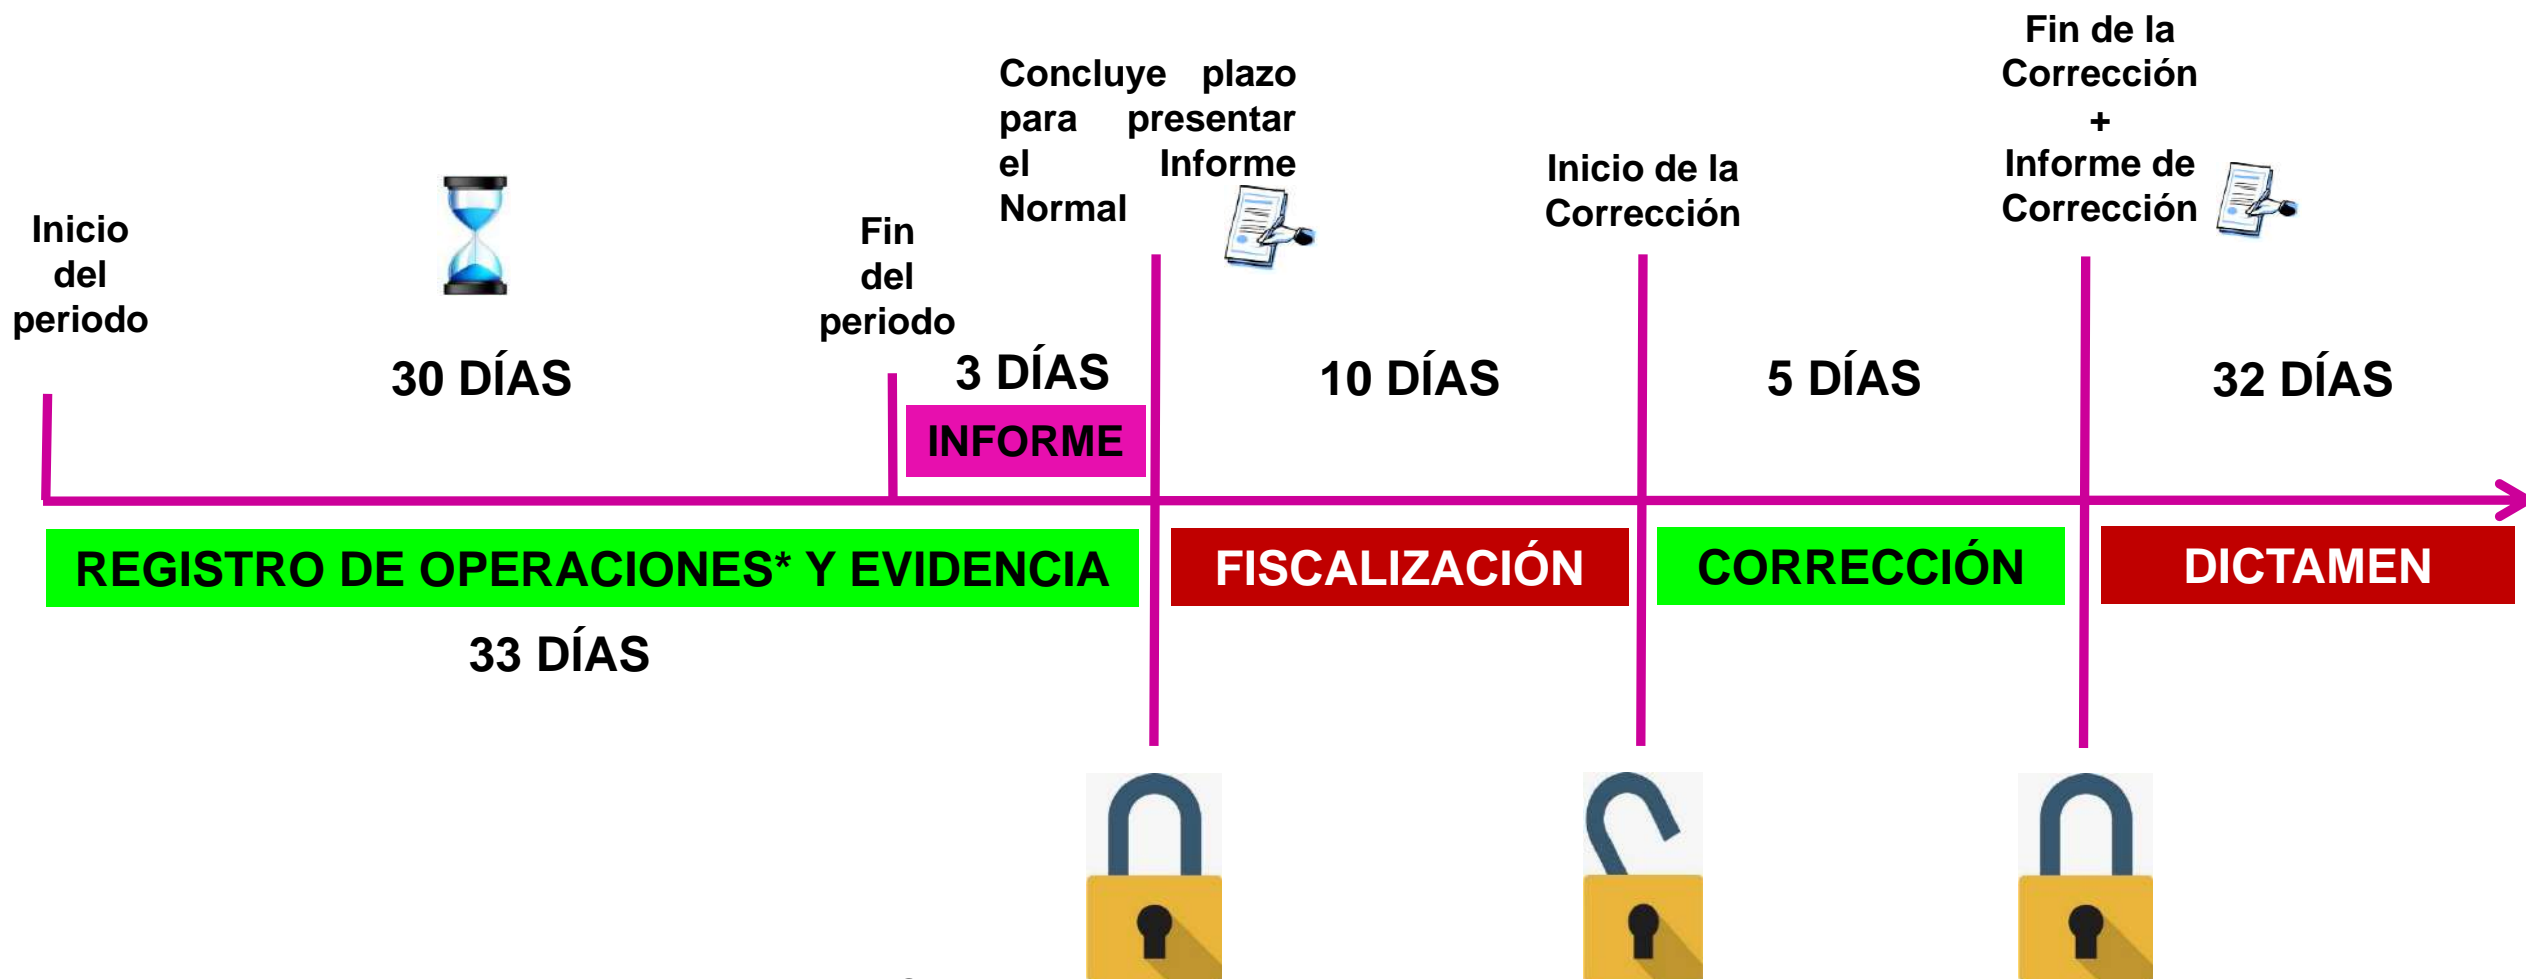 Inicio
del
periodo
30 DÍAS
Fin
del
periodo
3 DÍAS
INFORME
Concluye plazo
para presentar
el Informe
Normal
10 DÍAS
Inicio de la
Corrección
5 DÍAS
Fin de la
Corrección
+
Informe de
Corrección
32 DÍAS
REGISTRO DE OPERACIONES* Y EVIDENCIA
FISCALIZACIÓN
CORRECCIÓN
DICTAMEN
33 DÍAS